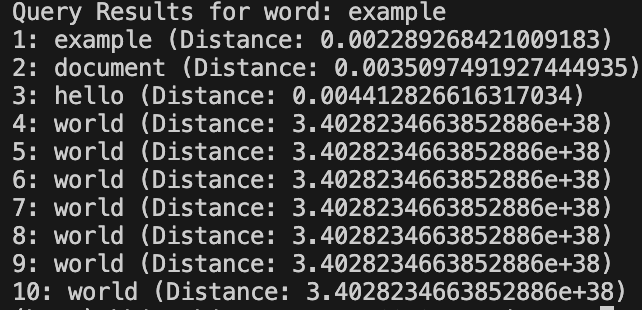 Query Results for word: example
1: example (Distance: 0.002289268421009183)
2: document (Distance: 0.0035097491927444935)
3: hello (Distance: 0.004412826616317034)
4: world (Distance: 3.4028234663852886e+38)
5: world (Distance: 3.4028234663852886e+38)
6: world (Distance: 3.4028234663852886e+38)
7: world (Distance: 3.4028234663852886e+38)
8: world (Distance: 3.4028234663852886e+38)
9: world (Distance: 3.4028234663852886e+38)
10: world (Distance: 3.4028234663852886e+38)